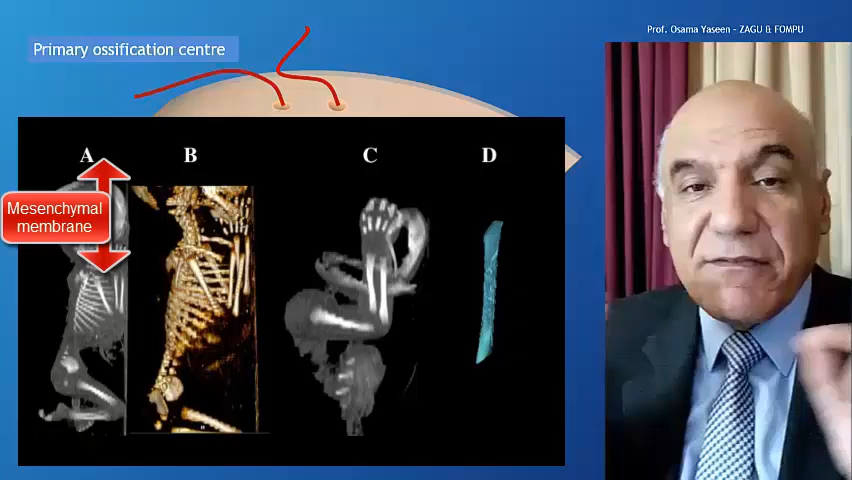 Prof. Osama Yaseen – ZAGU & FOMPU
Primary ossification centre
A
B
C
D
Mesenchymal
membrane